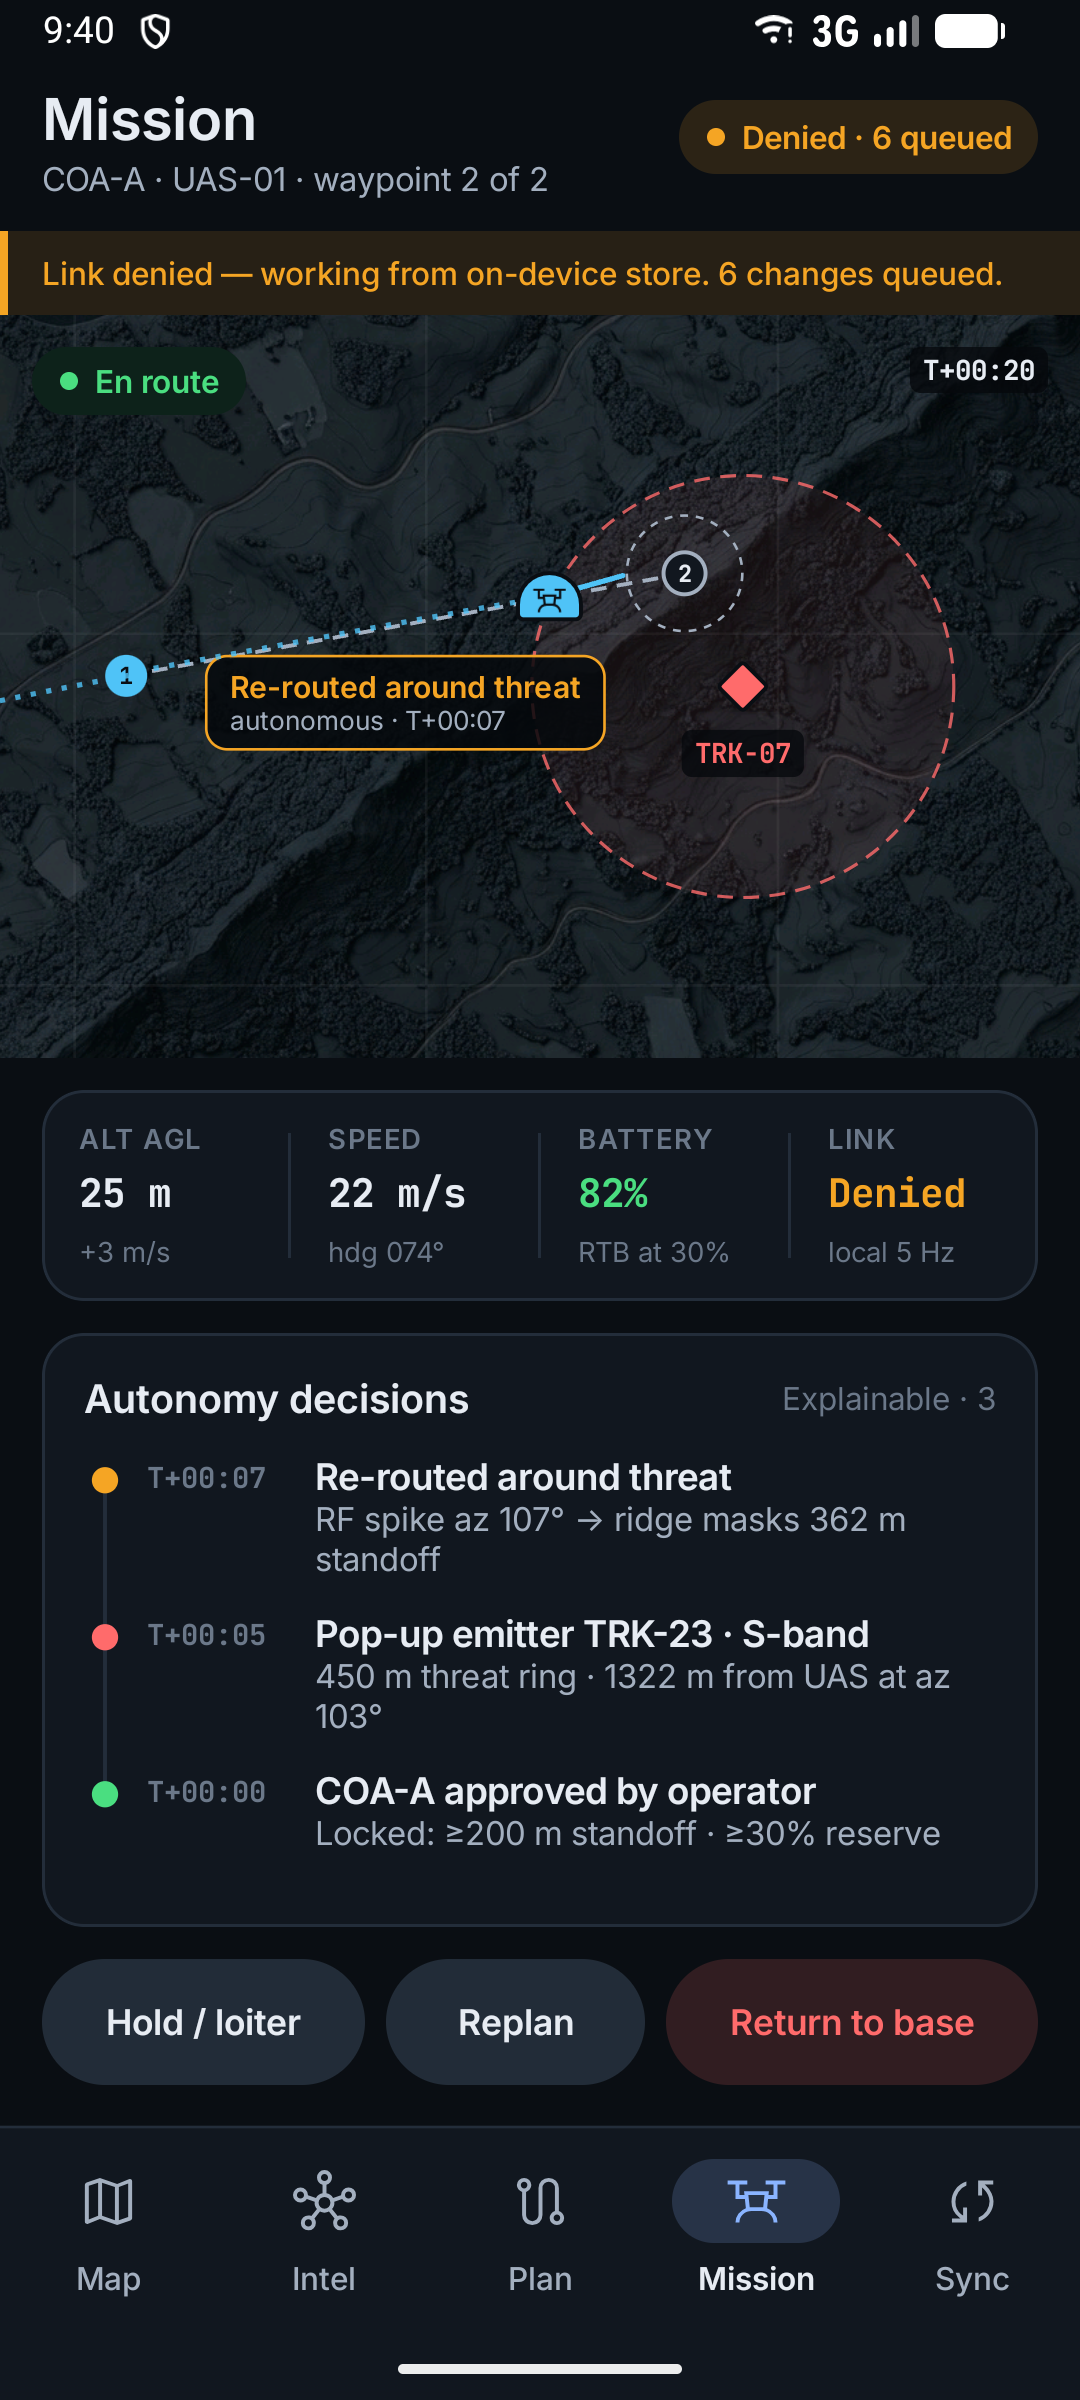 9:40
3G
Mission
Denied · 6 queued
COA-A · UAS-01 · waypoint 2 of 2
Link denied — working from on-device store. 6 changes queued.
En route
T+00:20
2
1
Re-routed around threat
autonomous · T+00:07
TRK-07
ALT AGL
25 m
+3 m/s
SPEED
22 m/s
hdg 074°
BATTERY
82%
RTB at 30%
LINK
Denied
local 5 Hz
Autonomy decisions
Explainable · 3
T+00:07
Re-routed around threat
RF spike az 107° → ridge masks 362 m
standoff
T+00:05
Pop-up emitter TRK-23 · S-band
450 m threat ring · 1322 m from UAS at az
103°
T+00:00
COA-A approved by operator
Locked: ≥200 m standoff · ≥30% reserve
Hold / loiter
Replan
Return to base
Map
Intel
Plan
Mission
Sync